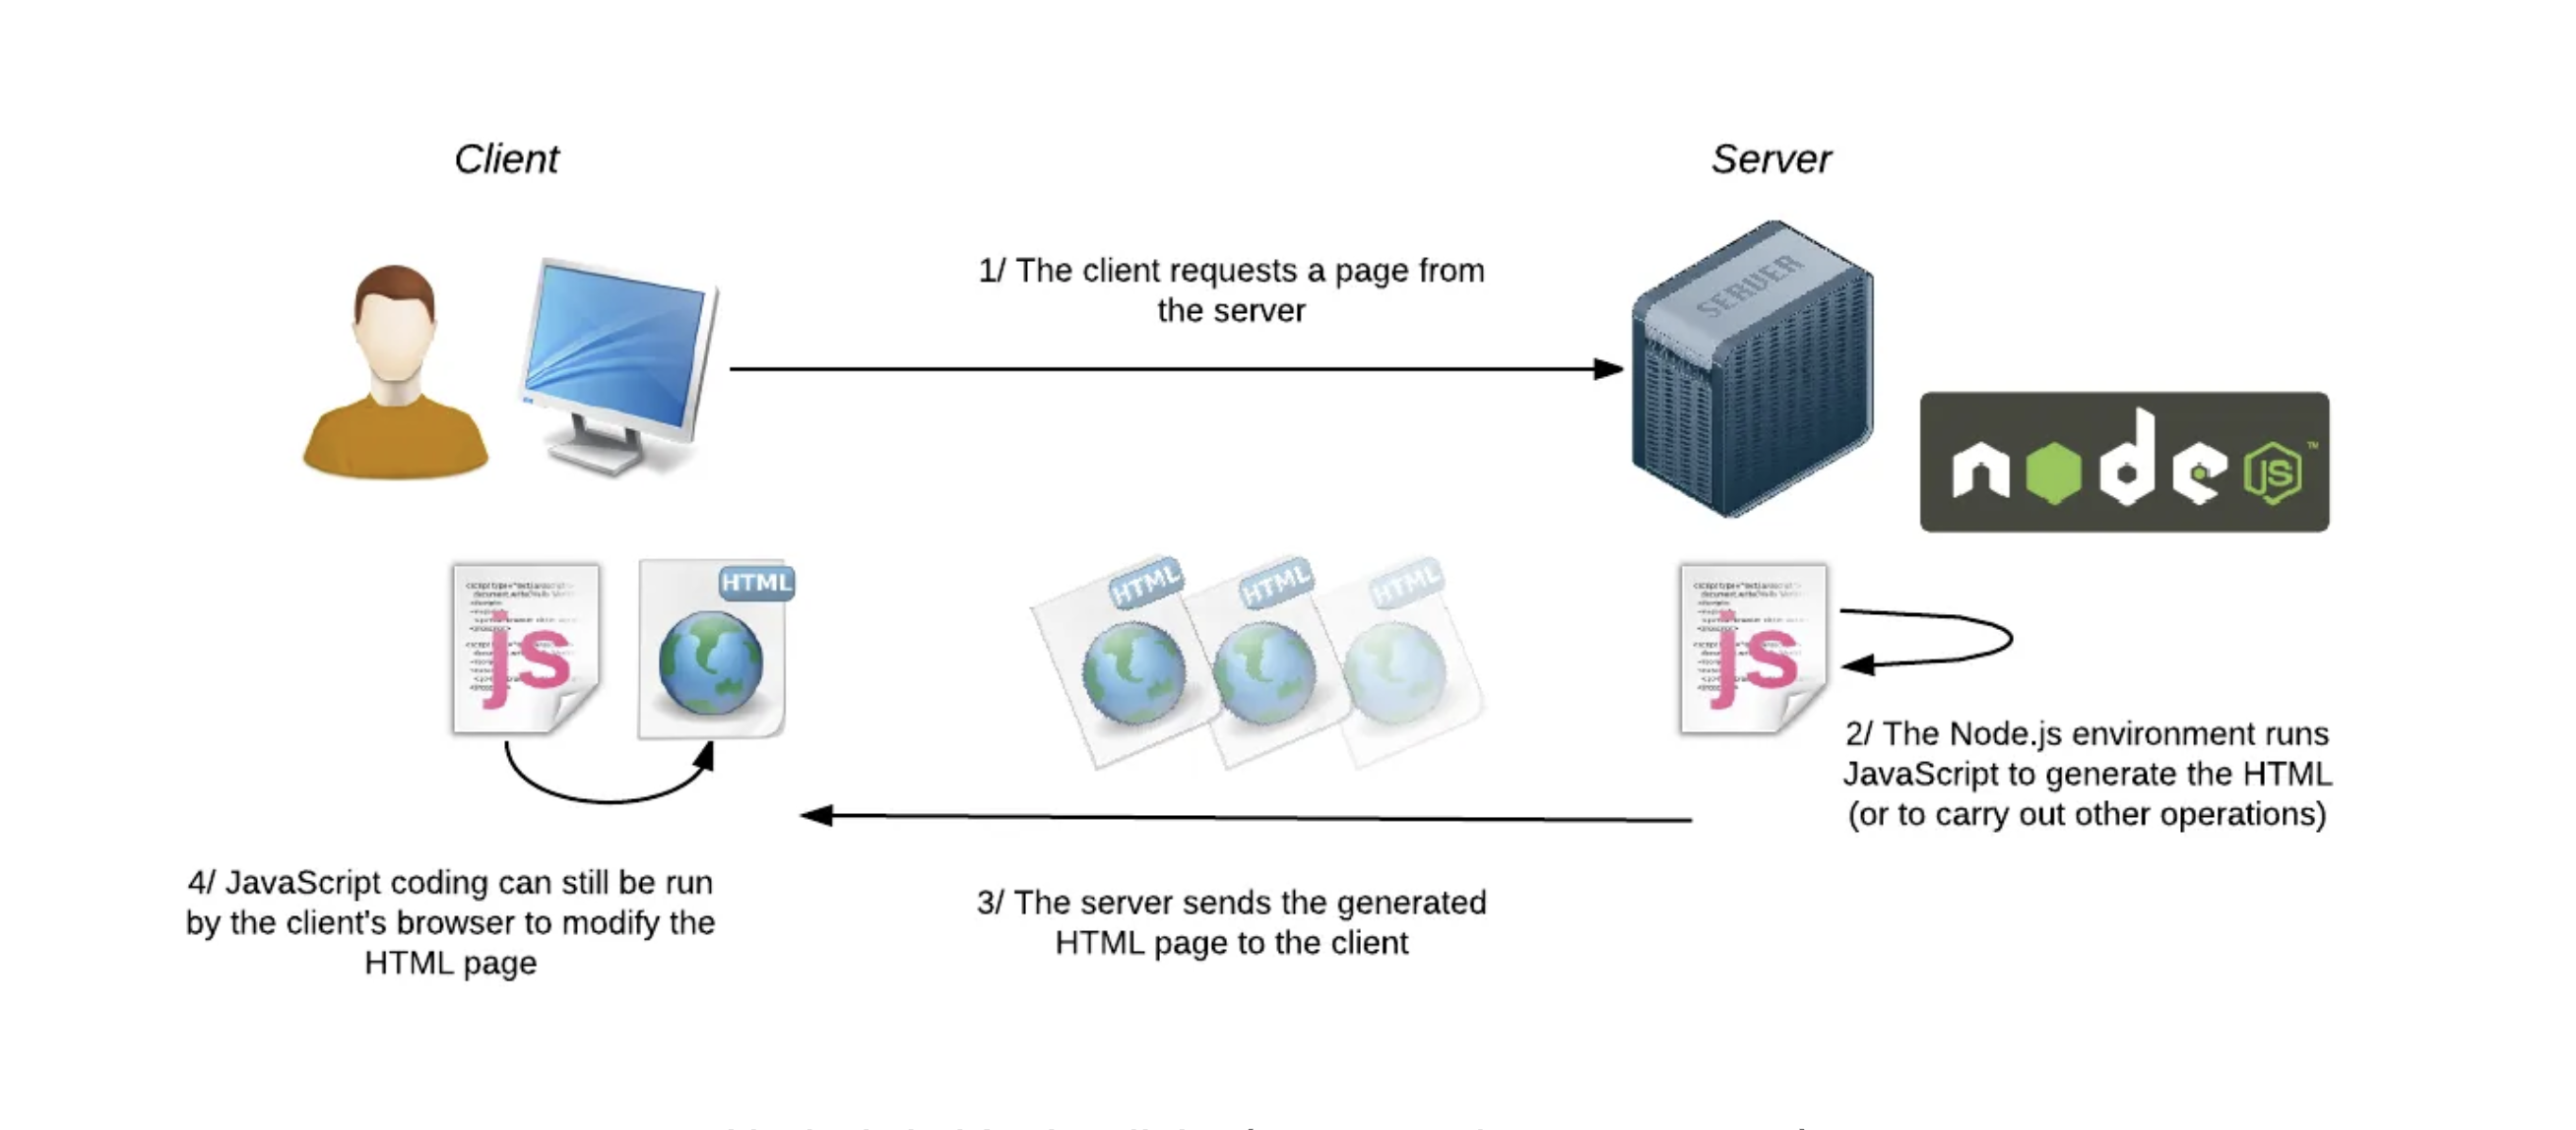 Client
Server
1/ The client requests a page from
the server
SERVER
node JS™
HTML
HTML
HTML
HTML
js
js
2/ The Node.js environment runs
JavaScript to generate the HTML
(or to carry out other operations)
4/ JavaScript coding can still be run
by the client's browser to modify the
HTML page
3/ The server sends the generated
HTML page to the client